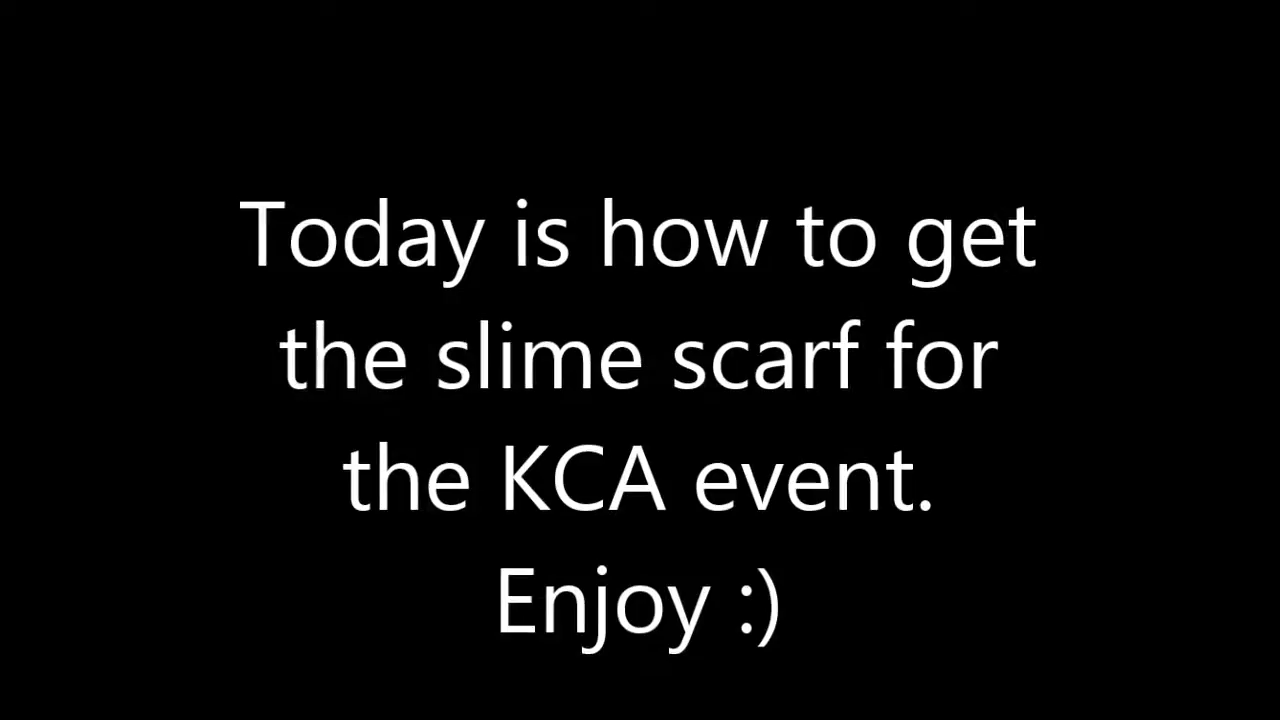 Today is how to get
the slime scarf for
the KCA event.
Enjoy :)